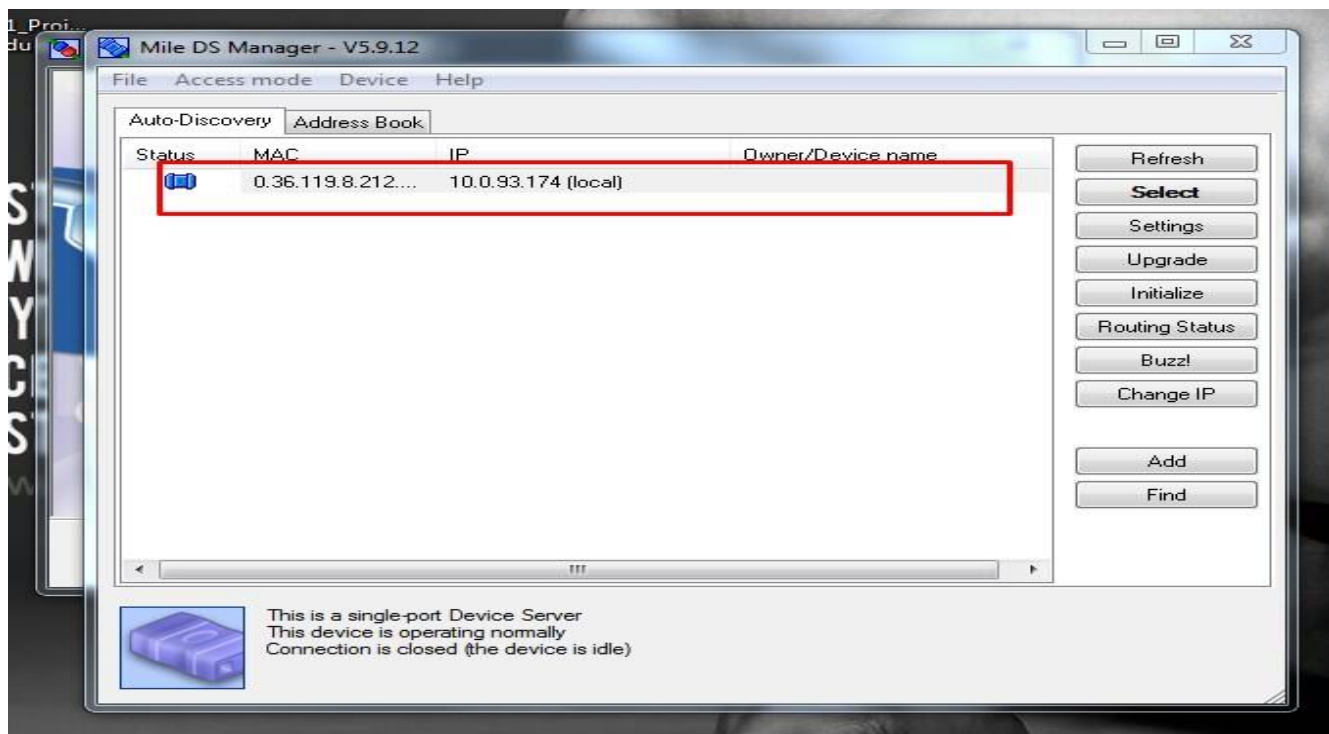 1_Proj...
du
Mile DS Manager - V5.9.12
File Access mode Device Help
Auto-Discovery Address Book
Status MAC IP Owner/Device name
0.36.119.8.212.... 10.0.93.174 (local)
Refresh
Select
Settings
Upgrade
Initialize
Routing Status
Buzz!
Change IP
Add
Find
This is a single-port Device Server
This device is operating normally
Connection is closed (the device is idle)